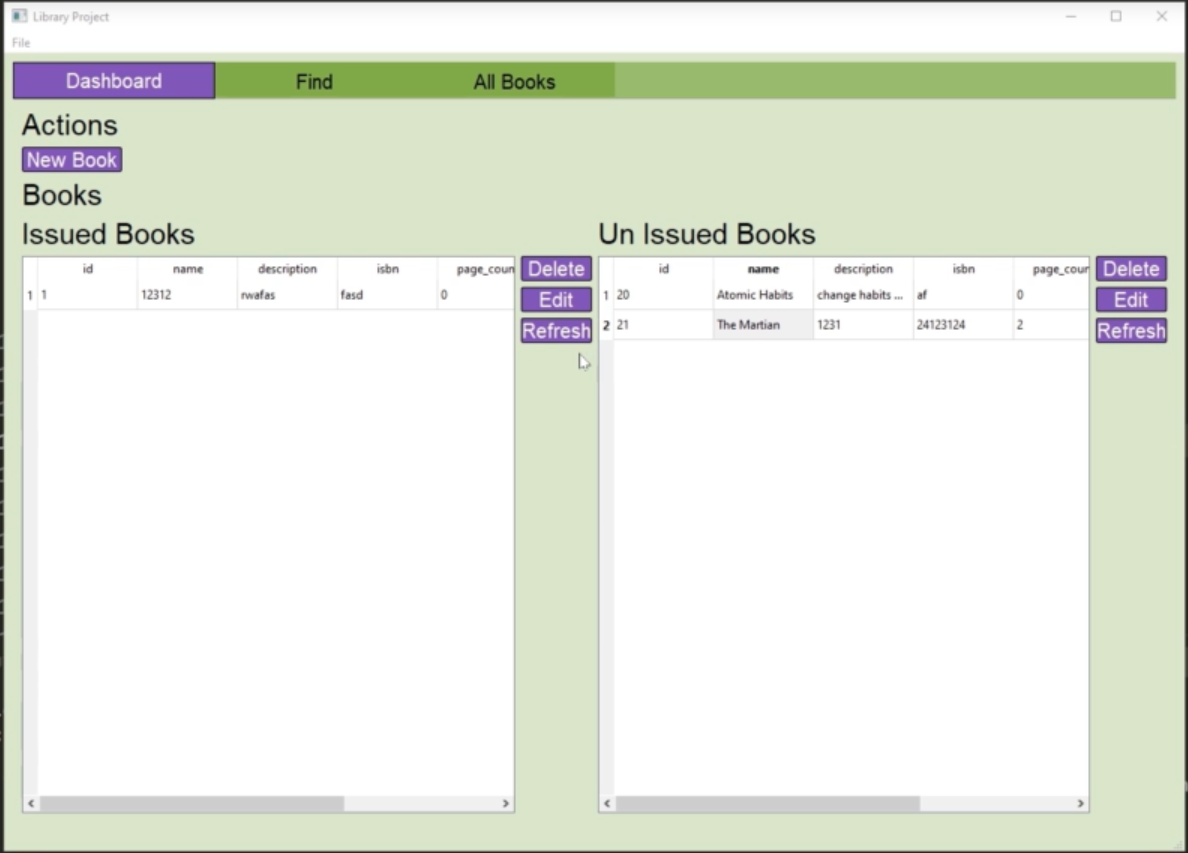 Library Project
File
Dashboard Find All Books
Actions
New Book
Books
Issued Books Un Issued Books
id name description isbn page_coun Delete id name description isbn page_cour Delete
1 1 12312 rwafas fasd 0 Edit 1 20 Atomic Habits change habits ... af 0 Edit
Refresh 2 21 The Martian 1231 24123124 2 Refresh